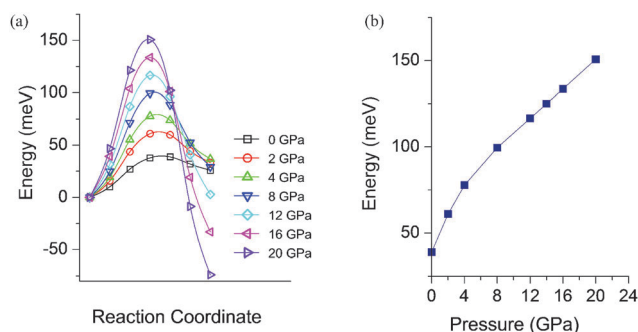 (a)
150
100
50
0
-50
Energy (meV)
Reaction Coordinate
0 GPa
2 GPa
4 GPa
8 GPa
12 GPa
16 GPa
20 GPa
(b)
150
100
50
Energy (meV)
0 4 8 12 16 20 24
Pressure (GPa)